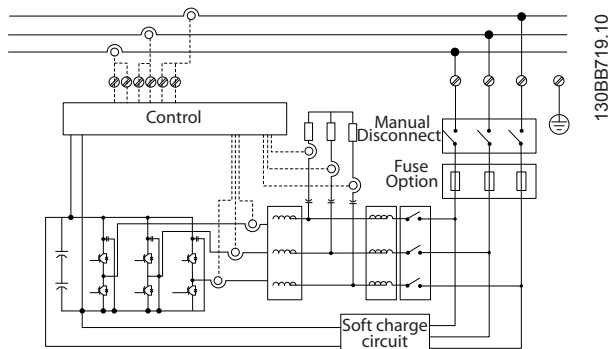 130BB719.10
Control
Manual
Disconnect
Fuse
Option
Soft charge
circuit